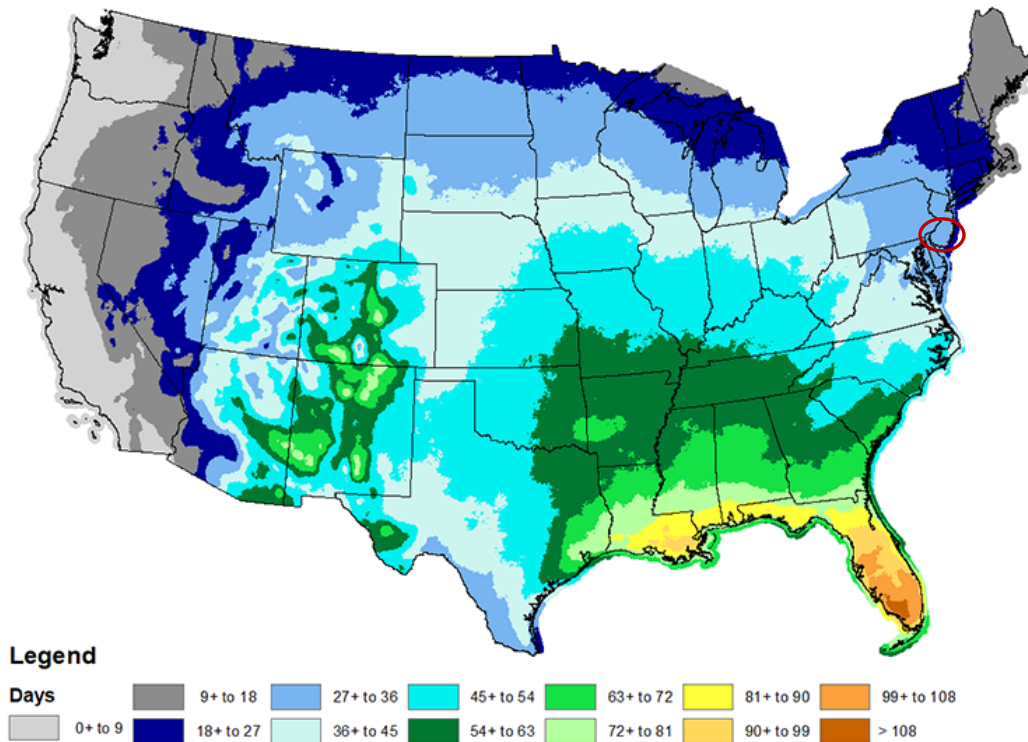 Legend
Days
0+ to 9
9+ to 18
18+ to 27
27+ to 36
36+ to 45
45+ to 54
54+ to 63
63+ to 72
72+ to 81
81+ to 90
90+ to 99
99+ to 108
> 108